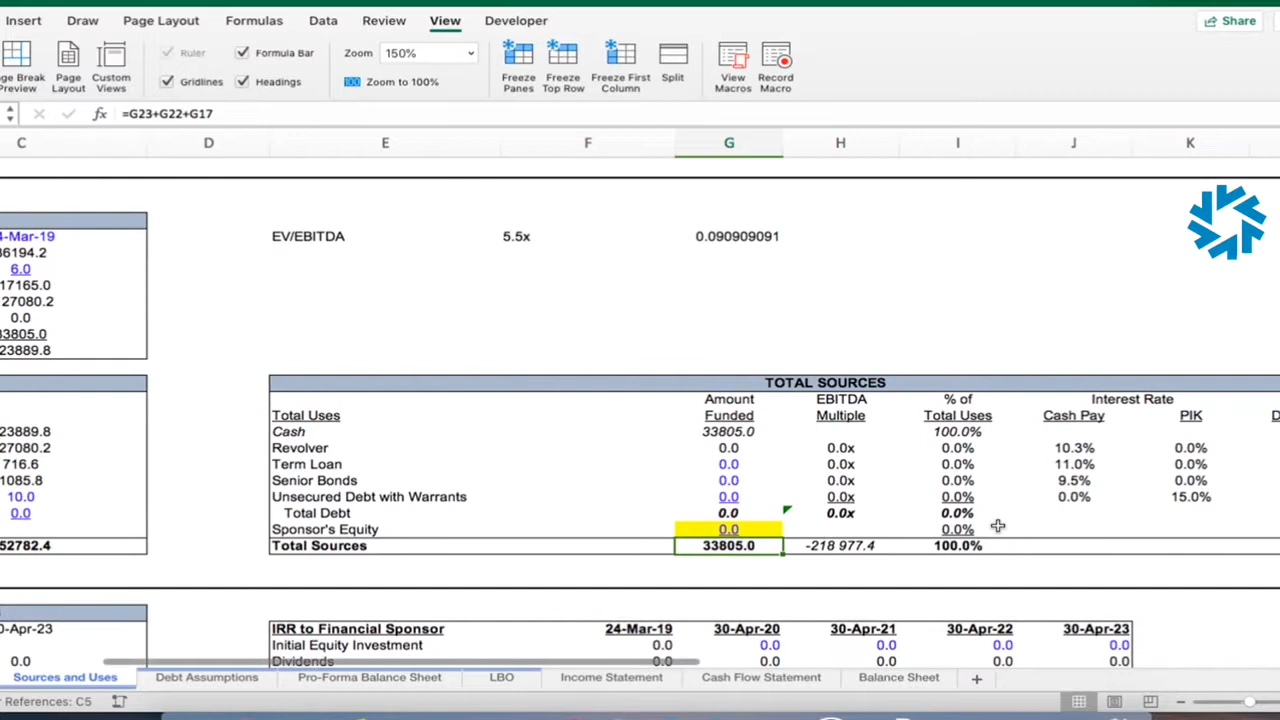 Insert Draw Page Layout Formulas Data Review View Developer Share
Ruler Formula Bar Zoom 150%
Break Preview Page Layout Custom Views Gridlines Headings 100 Zoom to 100% Freeze Panes Freeze Top Row Freeze First Column Split View Macros Record Macro
fx =G23+G22+G17
C D E F G H I J K
4-Mar-19 EV/EBITDA 5.5x 0.090909091
6194.2
6.0
17165.0
27080.2
0.0
33805.0
23889.8
TOTAL SOURCES
Amount EBITDA % of Interest Rate
Total Uses Funded Multiple Total Uses Cash Pay PIK
23889.8 Cash 33805.0 100.0%
27080.2 Revolver 0.0 0.0x 0.0% 10.3% 0.0%
716.6 Term Loan 0.0 0.0x 0.0% 11.0% 0.0%
1085.8 Senior Bonds 0.0 0.0x 0.0% 9.5% 0.0%
10.0 Unsecured Debt with Warrants 0.0 0.0x 0.0% 0.0% 15.0%
0.0 Total Debt 0.0 0.0x 0.0%
Sponsor's Equity 0.0 0.0%
52782.4 Total Sources 33805.0 -218 977.4 100.0%
0-Apr-23 IRR to Financial Sponsor 24-Mar-19 30-Apr-20 30-Apr-21 30-Apr-22 30-Apr-23
Initial Equity Investment 0.0 0.0 0.0 0.0 0.0
0.0 Dividends 0.0 0.0 0.0 0.0 0.0
Sources and Uses Debt Assumptions Pro-Forma Balance Sheet LBO Income Statement Cash Flow Statement Balance Sheet
References: C5